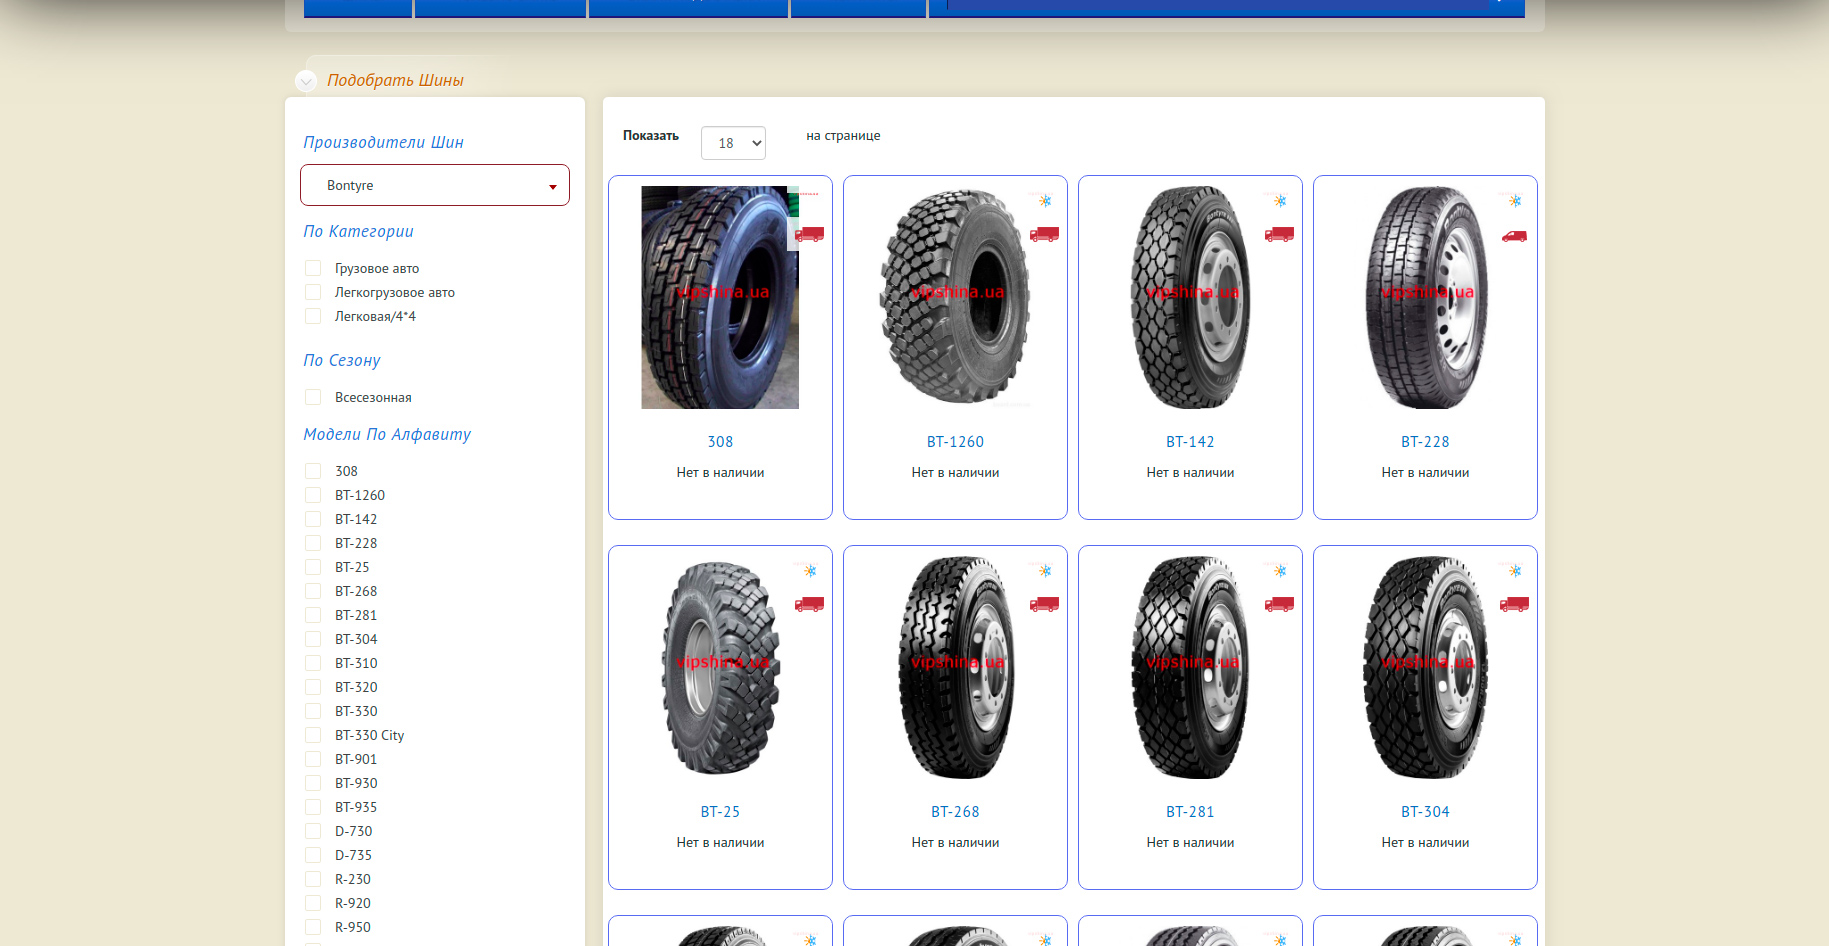 Подобрать Шины
Производители Шин
Bontyre
По Категории
Грузовое авто
Легкогрузовое авто
Легковая/4*4
По Сезону
Всесезонная
Модели По Алфавиту
308
BT-1260
BT-142
BT-228
BT-25
BT-268
BT-281
BT-304
BT-310
BT-320
BT-330
BT-330 City
BT-901
BT-930
BT-935
D-730
D-735
R-230
R-920
R-950
Показать 18 на странице
vipshina.ua vipshina.ua vipshina.ua vipshina.ua
308 BT-1260 BT-142 BT-228
Нет в наличии Нет в наличии Нет в наличии Нет в наличии
vipshina.ua vipshina.ua vipshina.ua vipshina.ua
BT-25 BT-268 BT-281 BT-304
Нет в наличии Нет в наличии Нет в наличии Нет в наличии